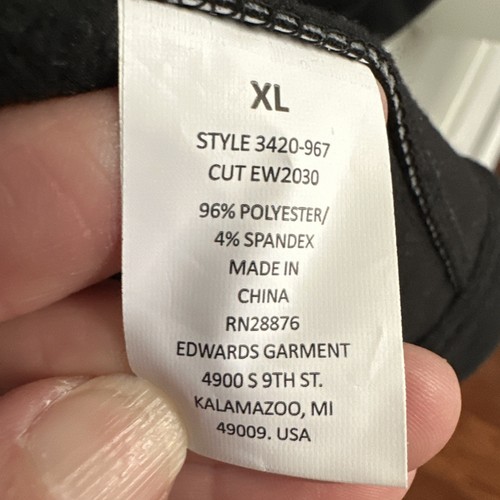 XL
STYLE 3420-967
CUT EW2030
96% POLYESTER/
4% SPANDEX
MADE IN
CHINA
RN28876
EDWARDS GARMENT
4900 S 9TH ST.
KALAMAZOO, MI
49009. USA